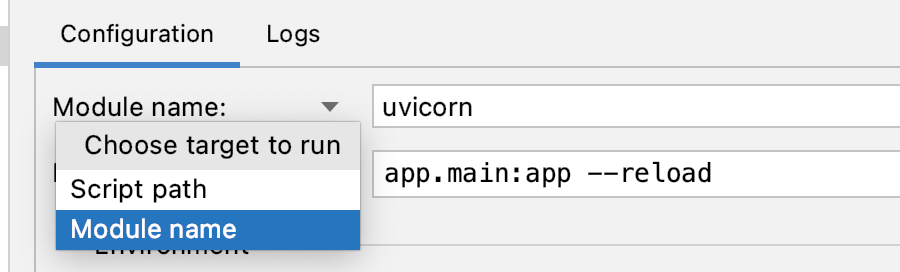 Configuration Logs
Module name: uvicorn
Choose target to run
app.main:app --reload
Script path
Module name
Environment